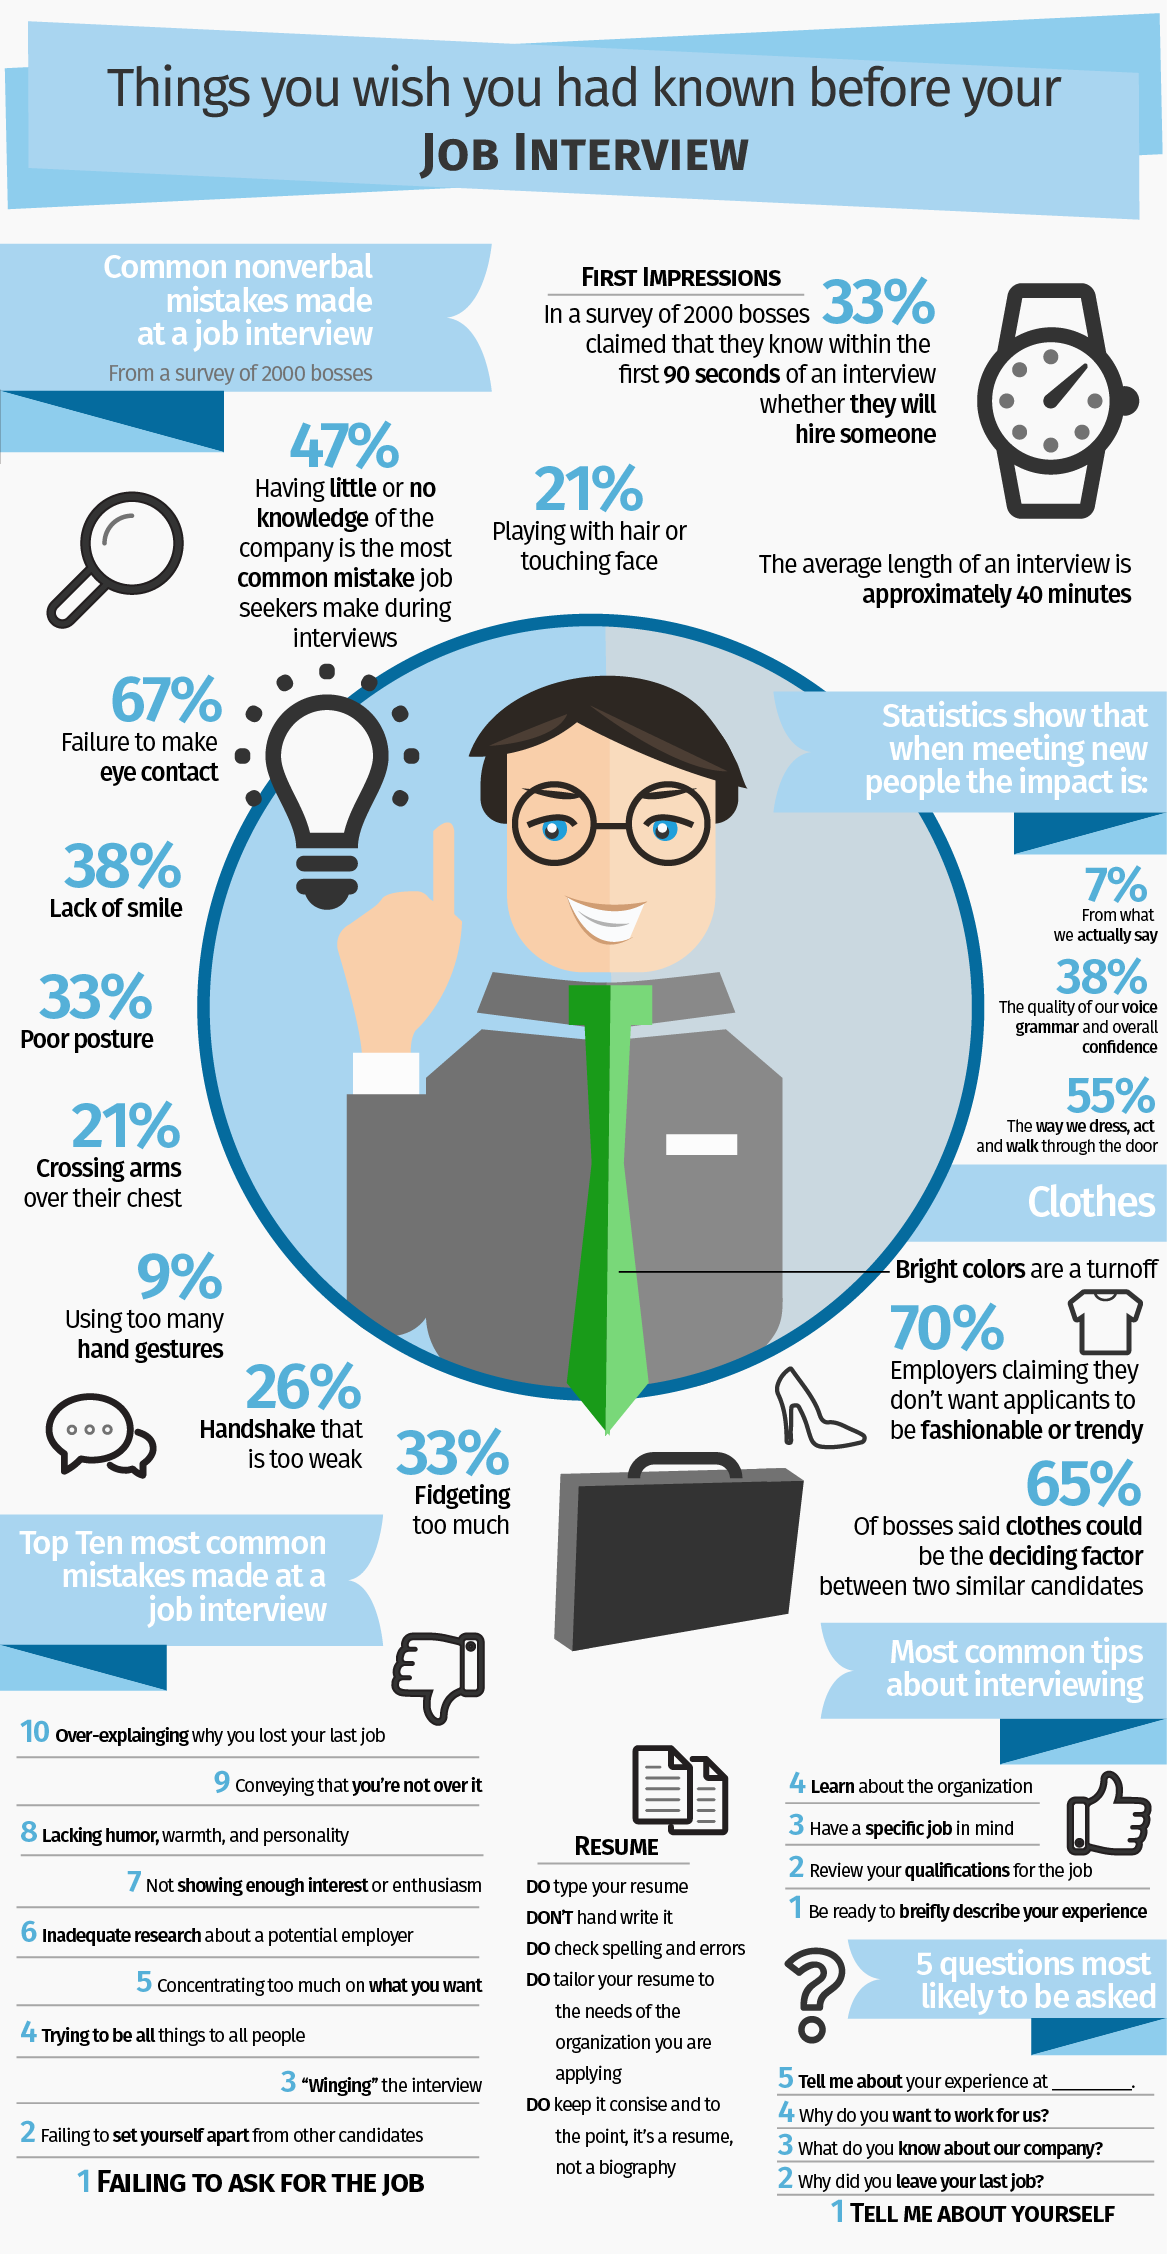 Things you wish you had known before your
JOB INTERVIEW
Common nonverbal
mistakes made
at a job interview
From a survey of 2000 bosses
FIRST IMPRESSIONS
In a survey of 2000 bosses 33%
claimed that they know within the
first 90 seconds of an interview
whether they will
hire someone
47%
Having little or no
knowledge of the
company is the most
common mistake job
seekers make during
interviews
21%
Playing with hair or
touching face
The average length of an interview is
approximately 40 minutes
67%
Failure to make
eye contact
38%
Lack of smile
33%
Poor posture
21%
Crossing arms
over their chest
9%
Using too many
hand gestures
26%
Handshake that
is too weak
33%
Fidgeting
too much
Statistics show that
when meeting new
people the impact is:
7%
From what
we actually say
38%
The quality of our voice
grammar and overall
confidence
55%
The way we dress, act
and walk through the door
Clothes
Bright colors are a turnoff
70%
Employers claiming they
don't want applicants to
be fashionable or trendy
65%
Of bosses said clothes could
be the deciding factor
between two similar candidates
Top Ten most common
mistakes made at a
job interview
10 Over-explainging why you lost your last job
9 Conveying that you're not over it
8 Lacking humor, warmth, and personality
7 Not showing enough interest or enthusiasm
6 Inadequate research about a potential employer
5 Concentrating too much on what you want
4 Trying to be all things to all people
3 "Winging" the interview
2 Failing to set yourself apart from other candidates
1 FAILING TO ASK FOR THE JOB
RESUME
DO type your resume
DON'T hand write it
DO check spelling and errors
DO tailor your resume to
the needs of the
organization you are
applying
DO keep it consise and to
the point, it's a resume,
not a biography
Most common tips
about interviewing
4 Learn about the organization
3 Have a specific job in mind
2 Review your qualifications for the job
1 Be ready to breifly describe your experience
5 questions most
likely to be asked
5 Tell me about your experience at ________.
4 Why do you want to work for us?
3 What do you know about our company?
2 Why did you leave your last job?
1 TELL ME ABOUT YOURSELF